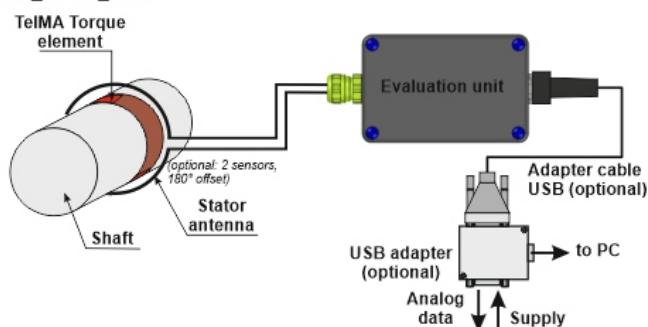 TelMA Torque
element
Evaluation unit
(optional: 2 sensors,
180° offset)
Stator
antenna
Shaft
Adapter cable
USB (optional)
USB adapter
(optional)
to PC
Analog
data
Supply